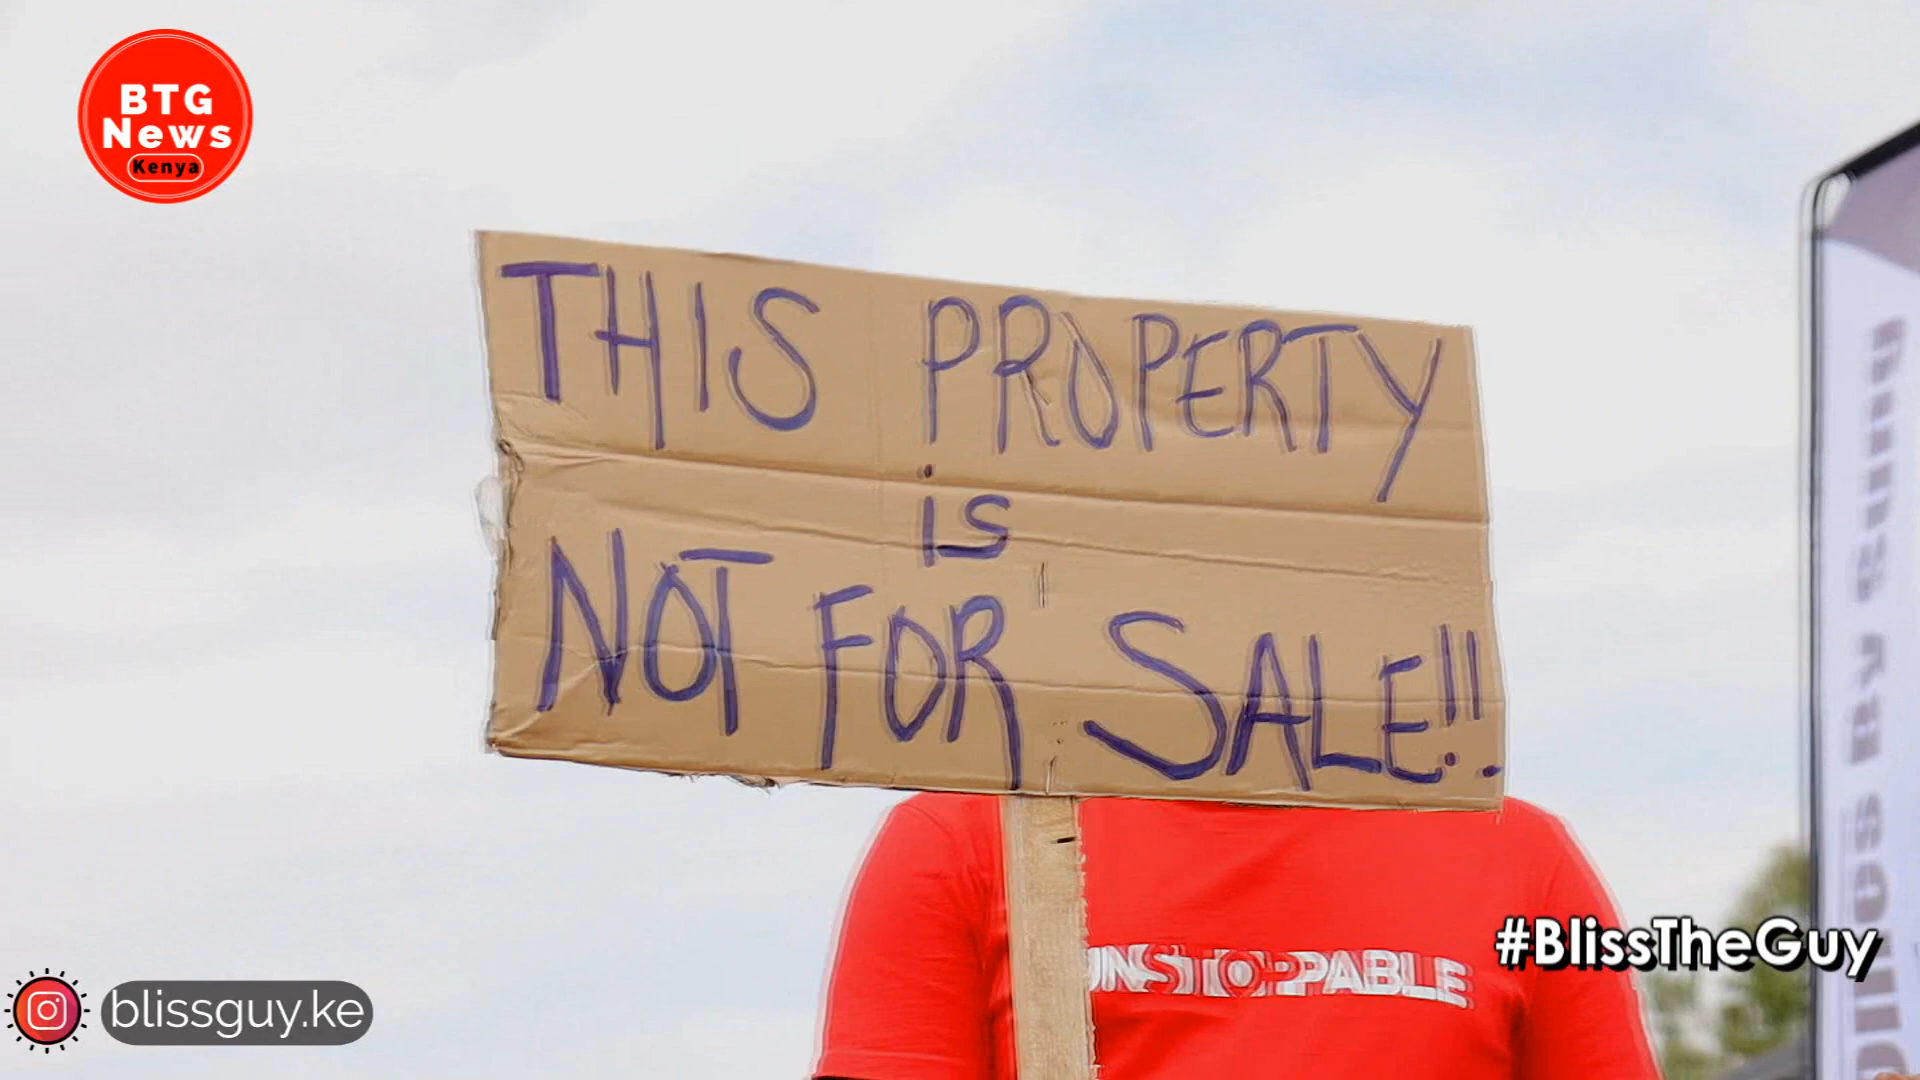 BTG
News
Kenya
THIS PROPERTY
is
NOT FOR SALE!!
UNSTOPPABLE
#BlissTheGuy
blissguy.ke